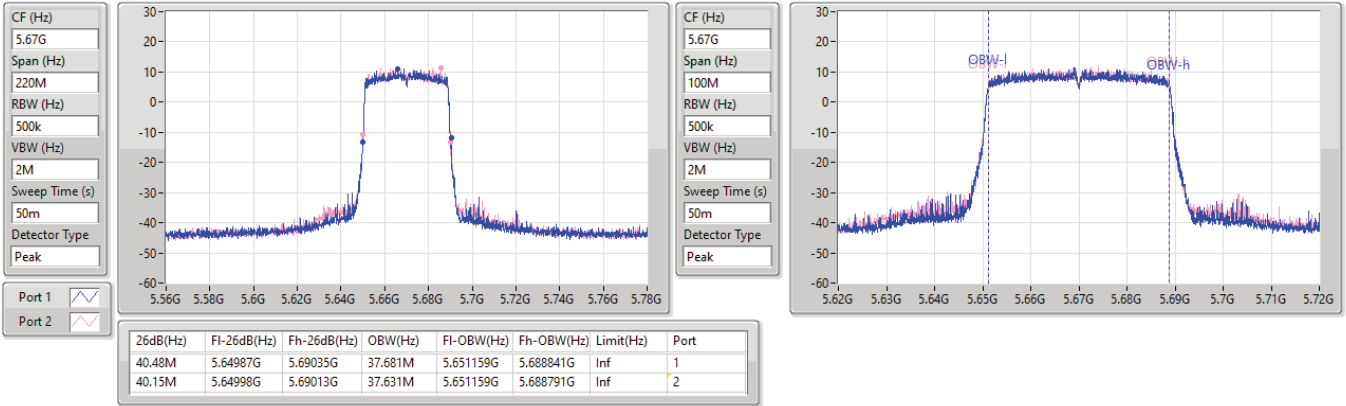 CF (Hz)
5.67G
Span (Hz)
220M
RBW (Hz)
500k
VBW (Hz)
2M
Sweep Time (s)
50m
Detector Type
Peak
Port 1
Port 2
30
20
10
0
-10
-20
-30
-40
-50
-60
5.56G 5.58G 5.6G 5.62G 5.64G 5.66G 5.68G 5.7G 5.72G 5.74G 5.76G 5.78G
CF (Hz)
5.67G
Span (Hz)
100M
RBW (Hz)
500k
VBW (Hz)
2M
Sweep Time (s)
50m
Detector Type
Peak
30
20
10
0
-10
-20
-30
-40
-50
-60
OBW-l
OBW-h
5.62G 5.63G 5.64G 5.65G 5.66G 5.67G 5.68G 5.69G 5.7G 5.71G 5.72G
26dB(Hz) Fl-26dB(Hz) Fh-26dB(Hz) OBW(Hz) Fl-OBW(Hz) Fh-OBW(Hz) Limit(Hz) Port
40.48M 5.64987G 5.69035G 37.681M 5.651159G 5.688841G Inf 1
40.15M 5.64998G 5.69013G 37.631M 5.651159G 5.688791G Inf 2